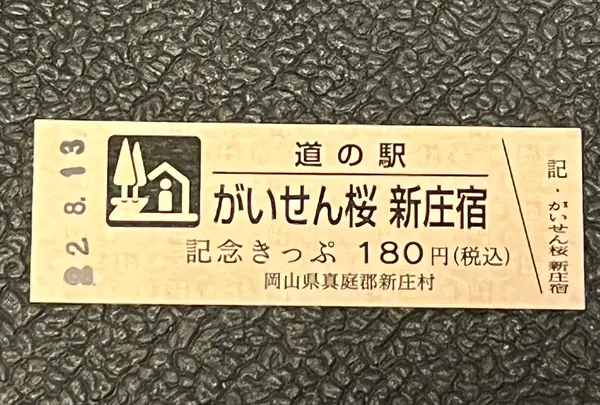 22.8.13
道の駅
がいせん桜 新庄宿
記念きっぷ 180円(税込)
岡山県真庭郡新庄村
記・がいせん桜 新庄宿